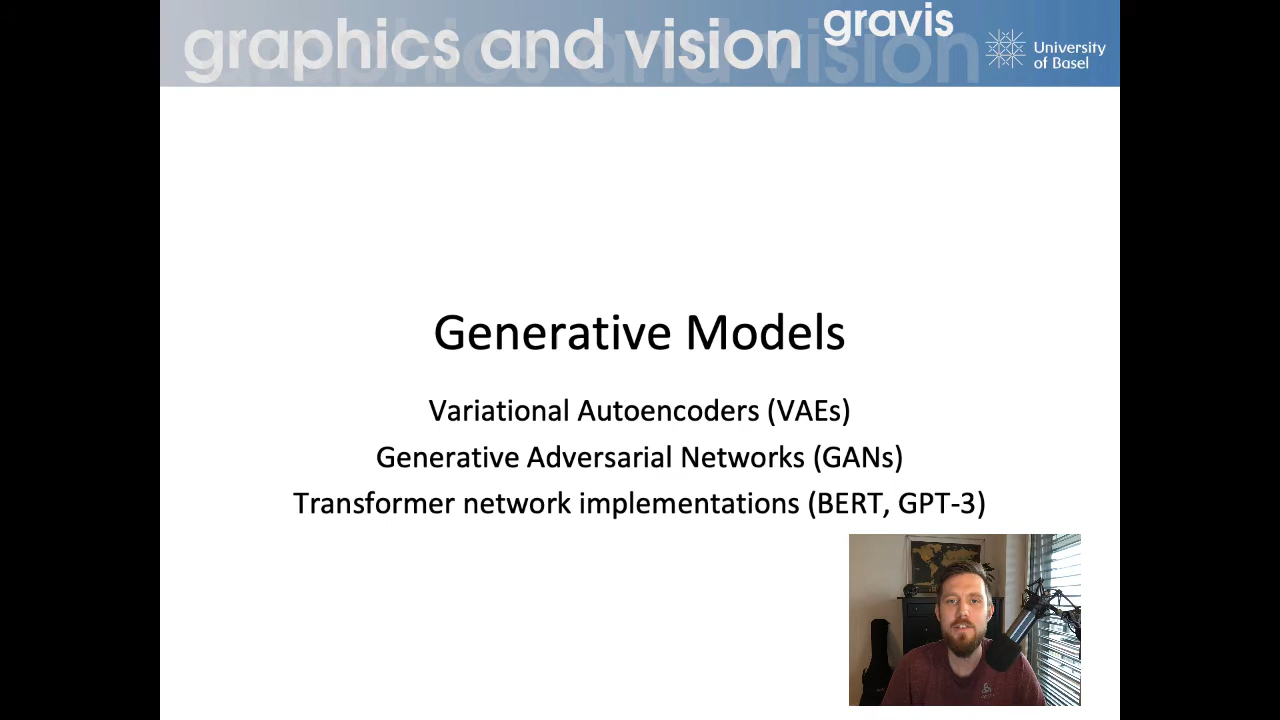 graphics and vision
gravis
University
of Basel
Generative Models
Variational Autoencoders (VAEs)
Generative Adversarial Networks (GANs)
Transformer network implementations (BERT, GPT-3)